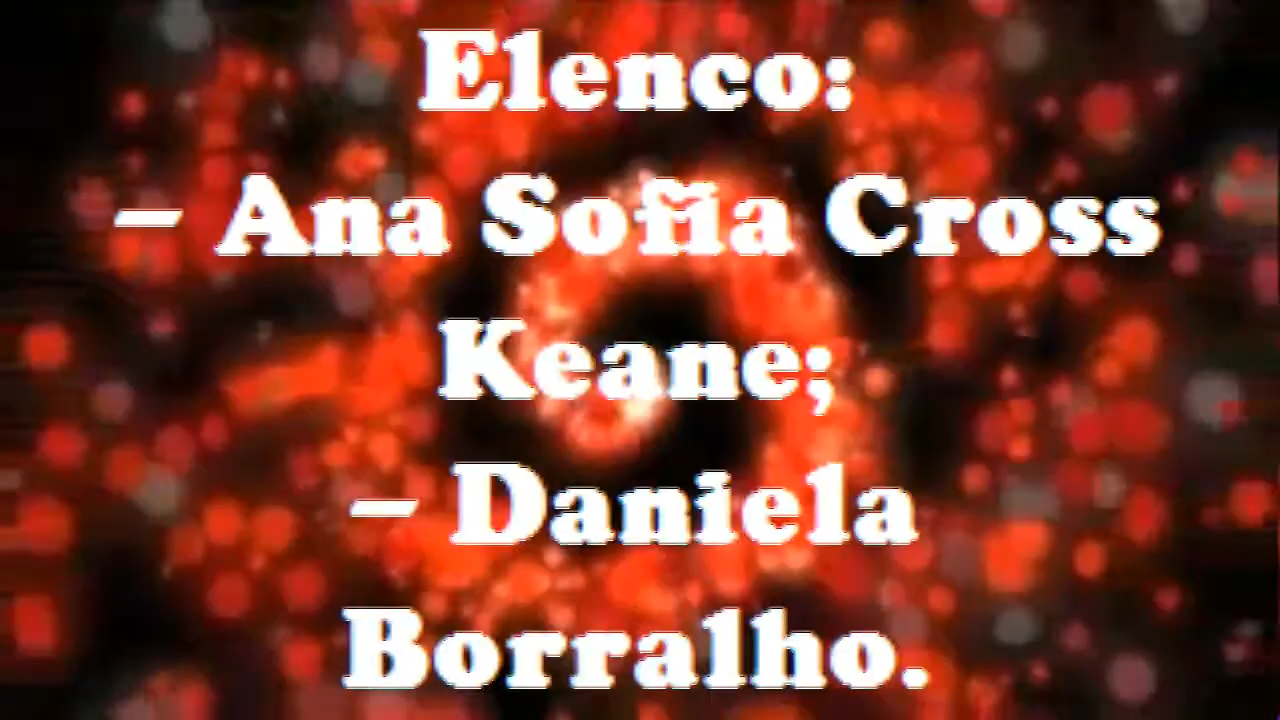 Elenco:
– Ana Sofia Cross
Keane;
– Daniela
Borralho.